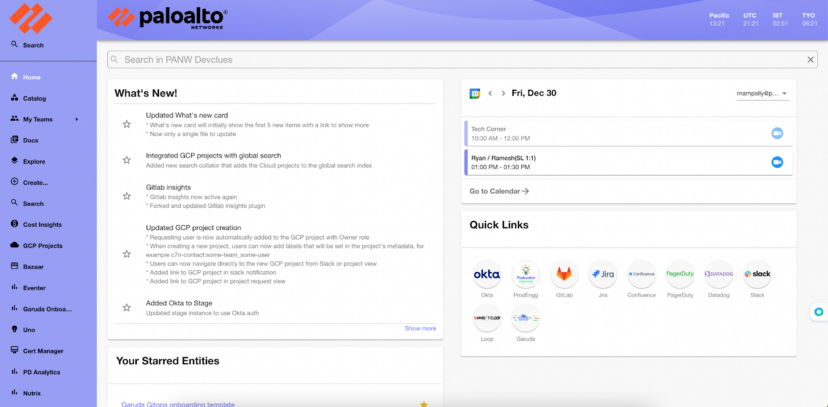 paloalto
NETWORKS
Pacific UTC IST TYO
13:21 21:21 02:51 06:21
Search
Home
Catalog
My Teams
Docs
Explore
Create...
Search
Cost Insights
GCP Projects
Bazaar
Eventer
Garuda Onboa...
Uno
Cert Manager
PD Analytics
Nutrix
Search in PANW Devclues
What's New!
Updated What's new card
* What's new card will initially show the first 5 new items with a link to show more
* Now only a single file to update
Integrated GCP projects with global search
Added new search collator that adds the Cloud projects to the global search index
Gitlab insights
* Gitlab insights now active again
* Forked and updated Gitlab insights plugin
Updated GCP project creation
* Requesting user is now automatically added to the GCP project with Owner role
* When creating a new project, users can now add labels that will be set in the project's metadata, for
example c7n-contact:some-team_some-user
* Users can now navigate directly to the new GCP project from Slack or project view
* Added link to GCP project in slack notification
* Added link to GCP project in project request view
Added Okta to Stage
Updated stage instance to use Okta auth
Show more
Your Starred Entities
Garuda Gitops onboarding template
Fri, Dec 30
mampally@p...
Tech Corner
10:30 AM - 12:00 PM
Ryan / Ramesh(SL 1:1)
01:00 PM - 01:30 PM
Go to Calendar
Quick Links
okta
Jira
Confluence
PagerDuty
DATADOG
slack
Okta
ProdEngg
GitLab
Jira
Confluence
PagerDuty
Datadog
Slack
Loop
Garuda